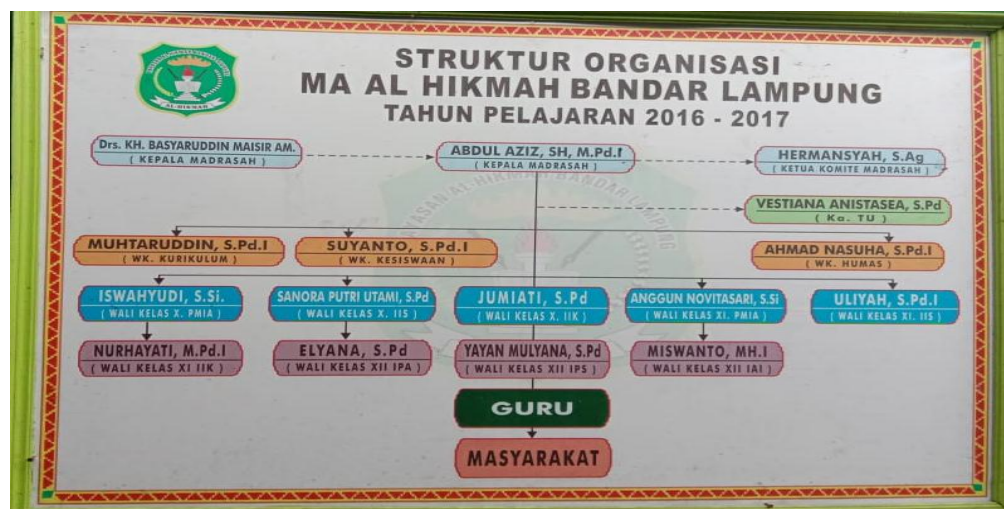 STRUKTUR ORGANISASI
MA AL HIKMAH BANDAR LAMPUNG
TAHUN PELAJARAN 2016 - 2017
AL-HIKMAH
Drs. KH. BASYARUDDIN MAISIR AM.
( KEPALA MADRASAH )
ABDUL AZIZ, SH, M.Pd.I
( KEPALA MADRASAH )
HERMANSYAH, S.Ag
( KETUA KOMITE MADRASAH )
VESTIANA ANISTASEA, S.Pd
( Ka. TU )
MUHTARUDDIN, S.Pd.I
( WK. KURIKULUM )
SUYANTO, S.Pd.I
( WK. KESISWAAN )
AHMAD NASUHA, S.Pd.I
( WK. HUMAS )
ISWAHYUDI, S.Si.
( WALI KELAS X. PMIA )
SANORA PUTRI UTAMI, S.Pd
( WALI KELAS X. IIS )
JUMIATI, S.Pd
( WALI KELAS X. IIK )
ANGGUN NOVITASARI, S.Si
( WALI KELAS XI. PMIA )
ULIYAH, S.Pd.I
( WALI KELAS XI. IIS )
NURHAYATI, M.Pd.I
( WALI KELAS XI IIK )
ELYANA, S.Pd
( WALI KELAS XII IPA )
YAYAN MULYANA, S.Pd
( WALI KELAS XII IPS )
MISWANTO, MH.I
( WALI KELAS XII IAI )
GURU
MASYARAKAT